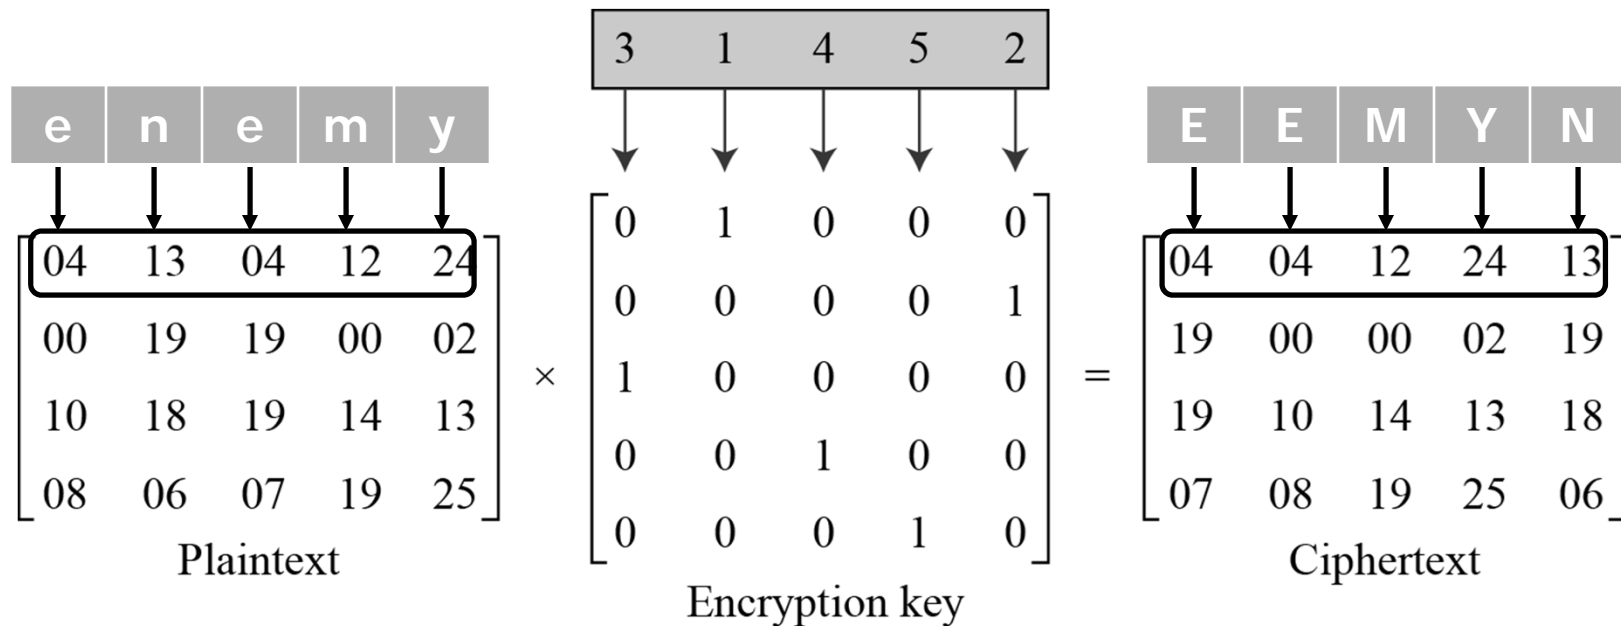 3 1 4 5 2
e n e m y
E E M Y N
04 13 04 12 24
00 19 19 00 02
10 18 19 14 13
08 06 07 19 25
Plaintext
×
0 1 0 0 0
0 0 0 0 1
1 0 0 0 0
0 0 1 0 0
0 0 0 1 0
Encryption key
=
04 04 12 24 13
19 00 00 02 19
19 10 14 13 18
07 08 19 25 06
Ciphertext